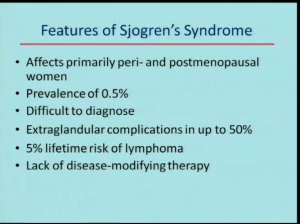 Features of Sjogren's Syndrome
• Affects primarily peri- and postmenopausal
women
• Prevalence of 0.5%
• Difficult to diagnose
• Extraglandular complications in up to 50%
• 5% lifetime risk of lymphoma
• Lack of disease-modifying therapy